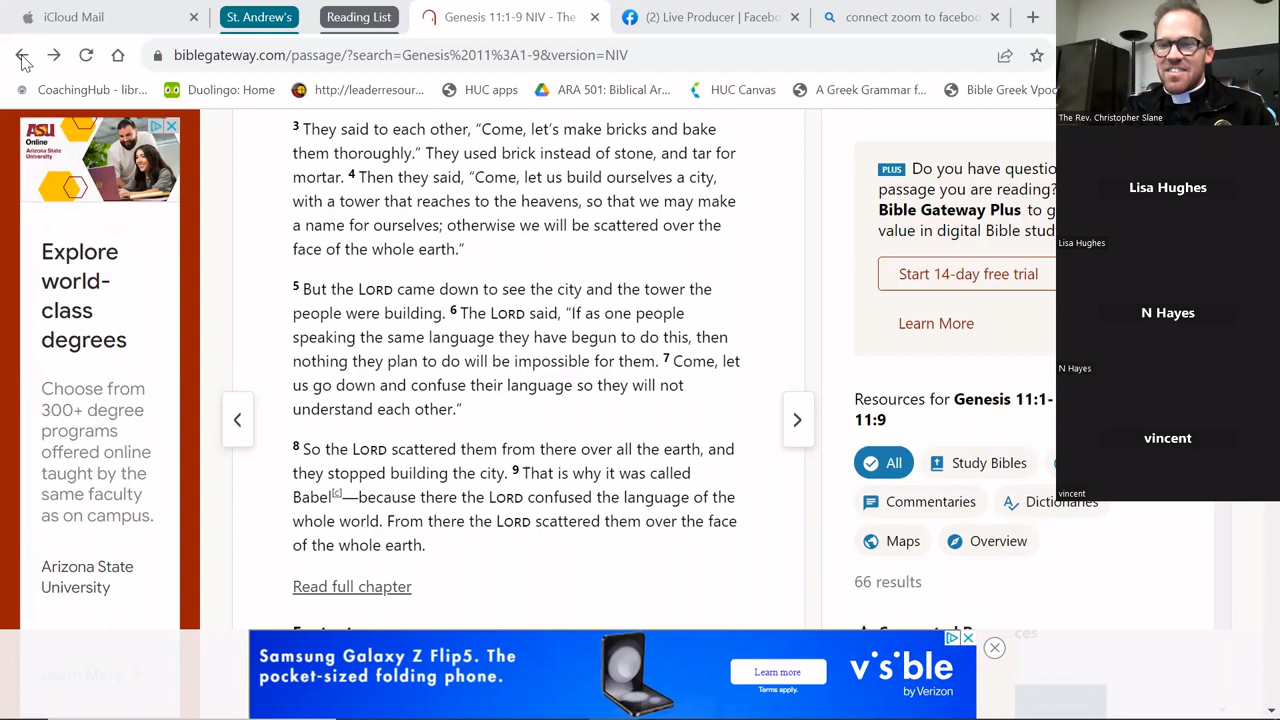 iCloud Mail
St. Andrew's
Reading List
Genesis 11:1-9 NIV - The
(2) Live Producer | Facebo
connect zoom to faceboo
biblegateway.com/passage/?search=Genesis%2011%3A1-9&version=NIV
CoachingHub - libr...
Duolingo: Home
http://leaderresour...
HUC apps
ARA 501: Biblical Ar...
HUC Canvas
A Greek Grammar f...
Bible Greek Vpod
The Rev. Christopher Slane
Lisa Hughes
Lisa Hughes
N Hayes
N Hayes
vincent
vincent
ASU
Online
Arizona State
University
Explore
world-
class
degrees
Choose from
300+ degree
programs
offered online
taught by the
same faculty
as on campus.
Arizona State
University
3 They said to each other, “Come, let’s make bricks and bake
them thoroughly.” They used brick instead of stone, and tar for
mortar. 4 Then they said, “Come, let us build ourselves a city,
with a tower that reaches to the heavens, so that we may make
a name for ourselves; otherwise we will be scattered over the
face of the whole earth.”
5 But the LORD came down to see the city and the tower the
people were building. 6 The LORD said, “If as one people
speaking the same language they have begun to do this, then
nothing they plan to do will be impossible for them. 7 Come, let
us go down and confuse their language so they will not
understand each other.”
8 So the LORD scattered them from there over all the earth, and
they stopped building the city. 9 That is why it was called
Babel[c]—because there the LORD confused the language of the
whole world. From there the LORD scattered them over the face
of the whole earth.
Read full chapter
PLUS Do you have questio
passage you are reading?
Bible Gateway Plus to g
value in digital Bible stud
Start 14-day free trial
Learn More
Resources for Genesis 11:1-
11:9
All
Study Bibles
Commentaries
Dictionaries
Maps
Overview
66 results
Samsung Galaxy Z Flip5. The
pocket-sized folding phone.
Learn more
Terms apply.
visible
by Verizon